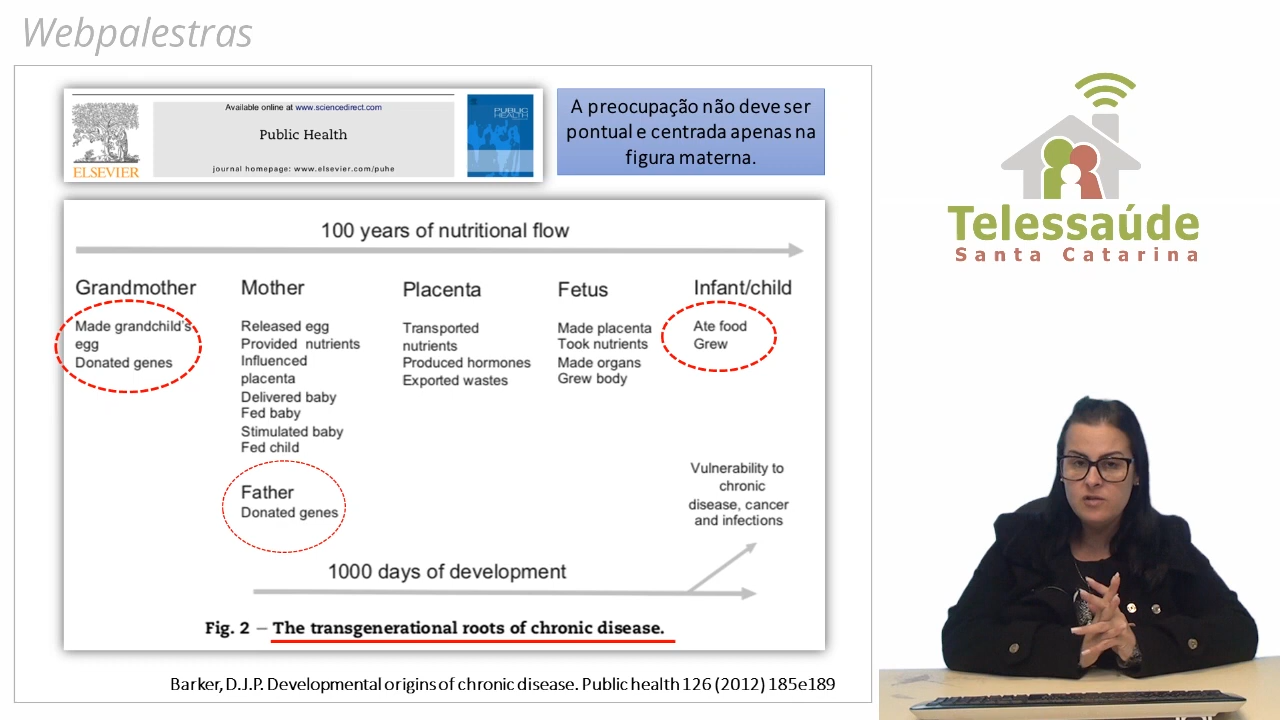 Webpalestras
Available online at www.sciencedirect.com
Public Health
journal homepage: www.elsevier.com/puhe
ELSEVIER
PUBLIC
HEALTH
A preocupação não deve ser
pontual e centrada apenas na
figura materna.
100 years of nutritional flow
Grandmother
Made grandchild's
egg
Donated genes
Mother
Released egg
Provided nutrients
Influenced
placenta
Delivered baby
Fed baby
Stimulated baby
Fed child
Father
Donated genes
Placenta
Transported
nutrients
Produced hormones
Exported wastes
Fetus
Made placenta
Took nutrients
Made organs
Grew body
Infant/child
Ate food
Grew
Vulnerability to
chronic
disease, cancer
and infections
1000 days of development
Fig. 2 – The transgenerational roots of chronic disease.
Barker, D.J.P. Developmental origins of chronic disease. Public health 126 (2012) 185e189
Telessaúde
Santa Catarina